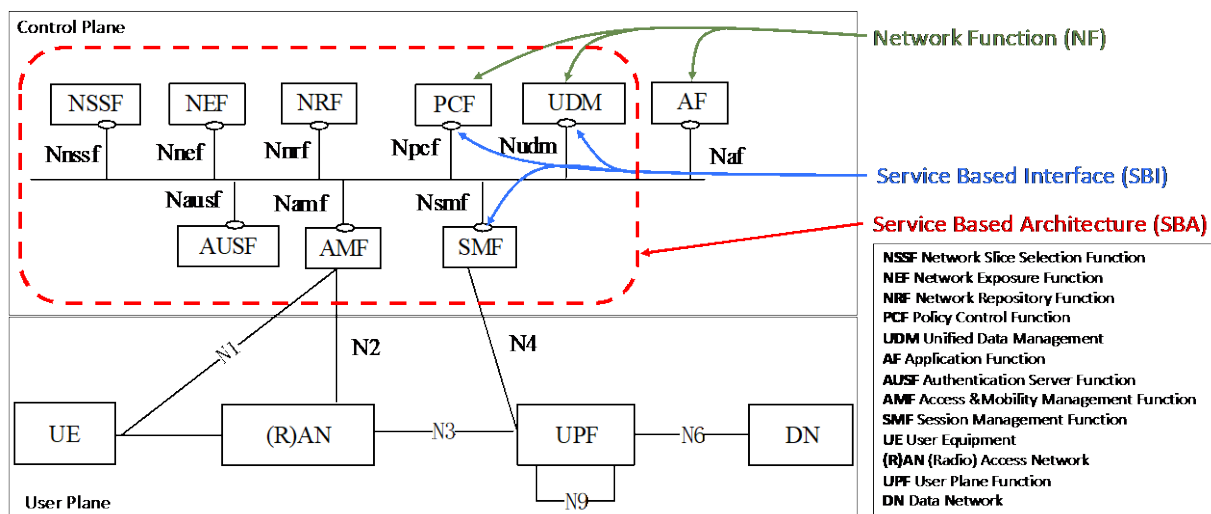 Control Plane
Network Function (NF)
NSSF
NEF
NRF
PCF
UDM
AF
Nnssf
Nnef
Nnrf
Npcf
Nudm
Naf
Service Based Interface (SBI)
Nausf
Namf
Nsmf
Service Based Architecture (SBA)
AUSF
AMF
SMF
NSSF Network Slice Selection Function
NEF Network Exposure Function
NRF Network Repository Function
PCF Policy Control Function
UDM Unified Data Management
AF Application Function
AUSF Authentication Server Function
AMF Access &Mobility Management Function
SMF Session Management Function
UE User Equipment
(R)AN (Radio) Access Network
UPF User Plane Function
DN Data Network
N1
N2
N4
UE
(R)AN
N3
UPF
N6
DN
N9
User Plane